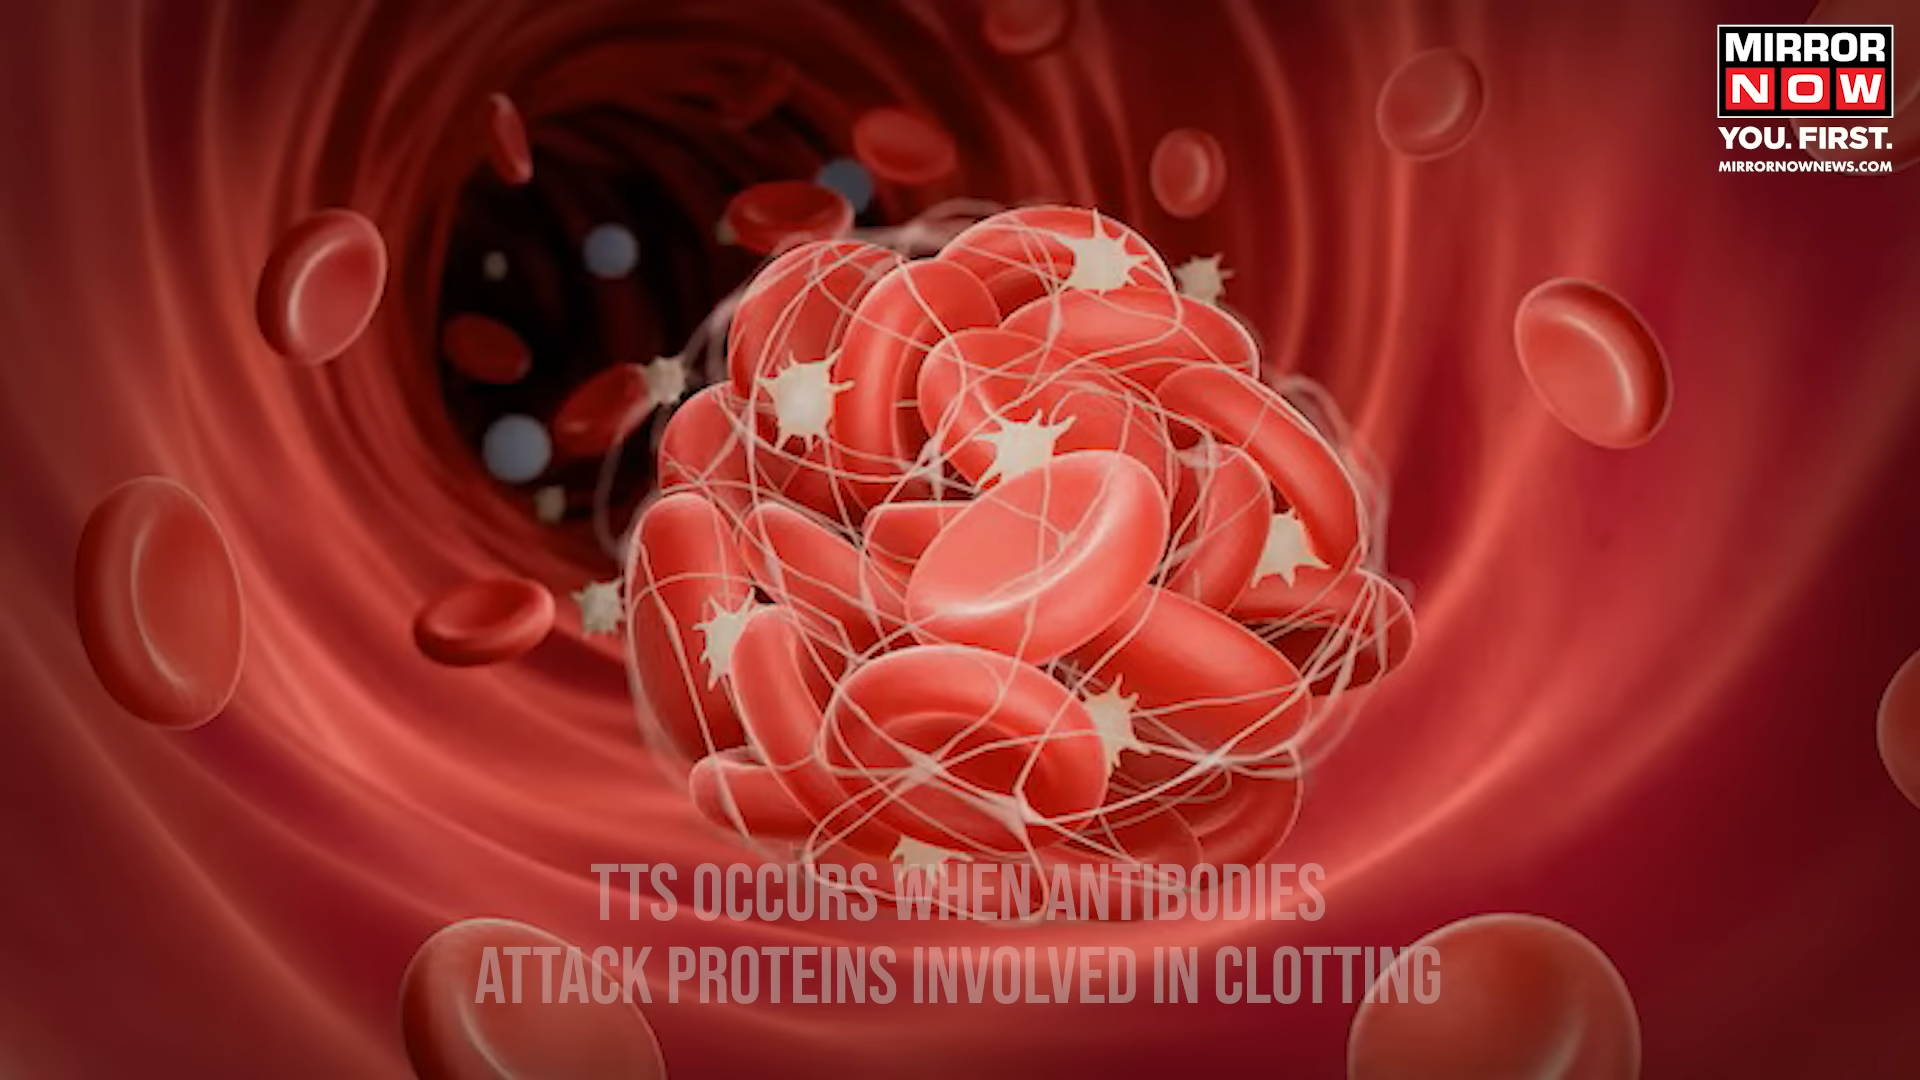 MIRROR
NOW
YOU. FIRST.
MIRRORNOWNEWS.COM
TTS OCCURS WHEN ANTIBODIES
ATTACK PROTEINS INVOLVED IN CLOTTING